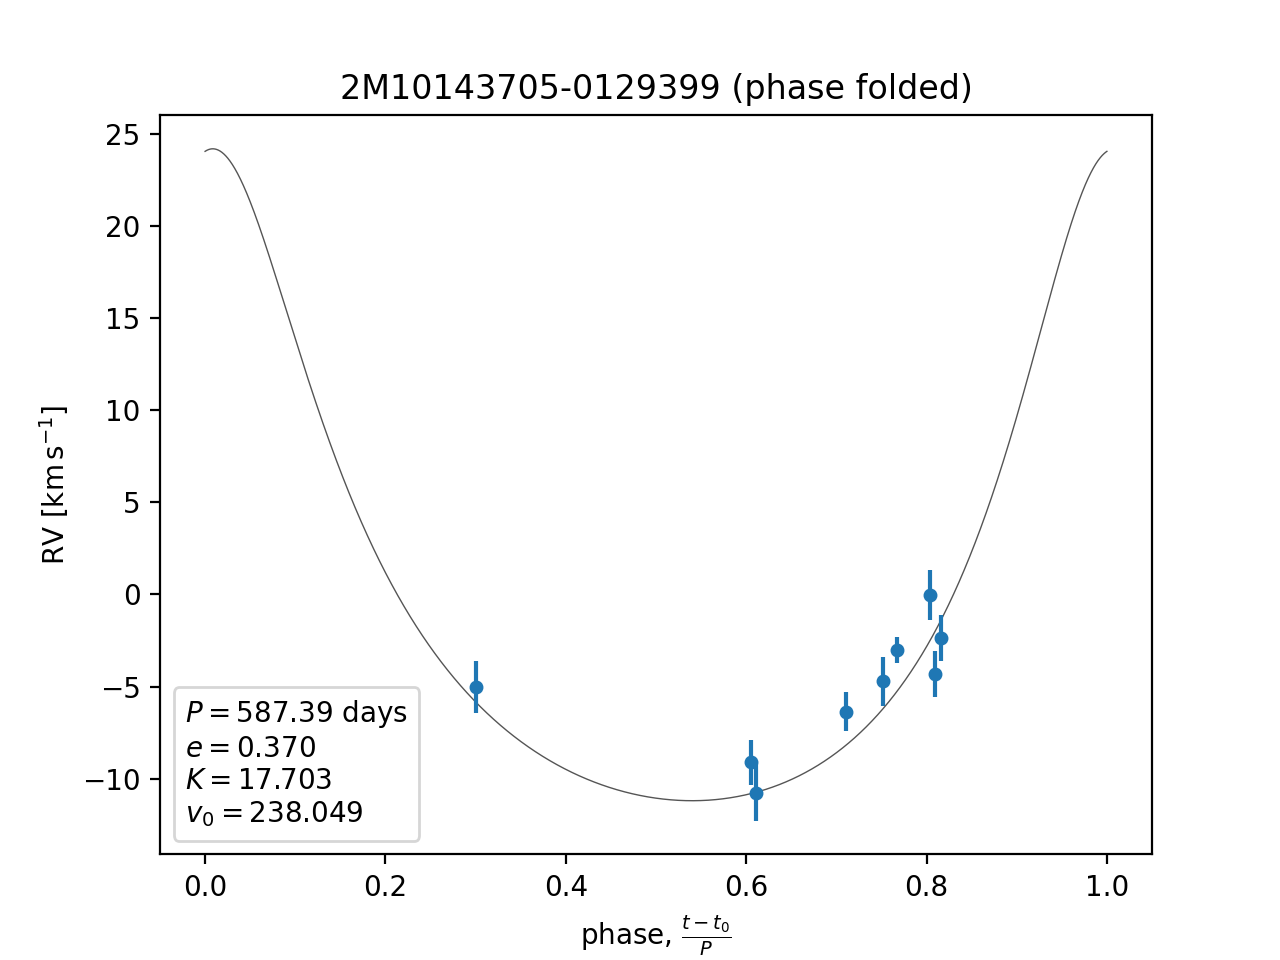 2M10143705-0129399 (phase folded)
25
20
15
10
5
0
−5
−10
RV [km s⁻¹]
P = 587.39 days
e = 0.370
K = 17.703
v₀ = 238.049
0.0 0.2 0.4 0.6 0.8 1.0
phase, (t − t₀)/P